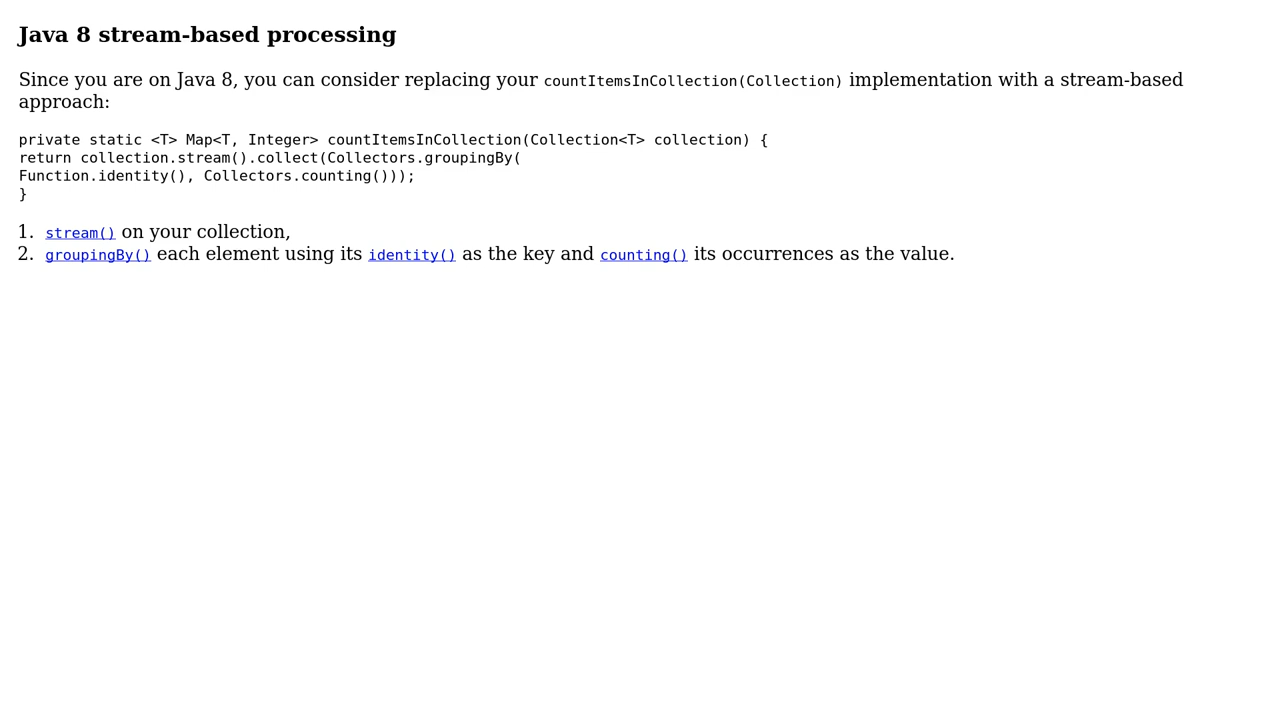 Java 8 stream-based processing
Since you are on Java 8, you can consider replacing your countItemsInCollection(Collection) implementation with a stream-based
approach:
private static <T> Map<T, Integer> countItemsInCollection(Collection<T> collection) {
return collection.stream().collect(Collectors.groupingBy(
Function.identity(), Collectors.counting()));
}
1. stream() on your collection,
2. groupingBy() each element using its identity() as the key and counting() its occurrences as the value.